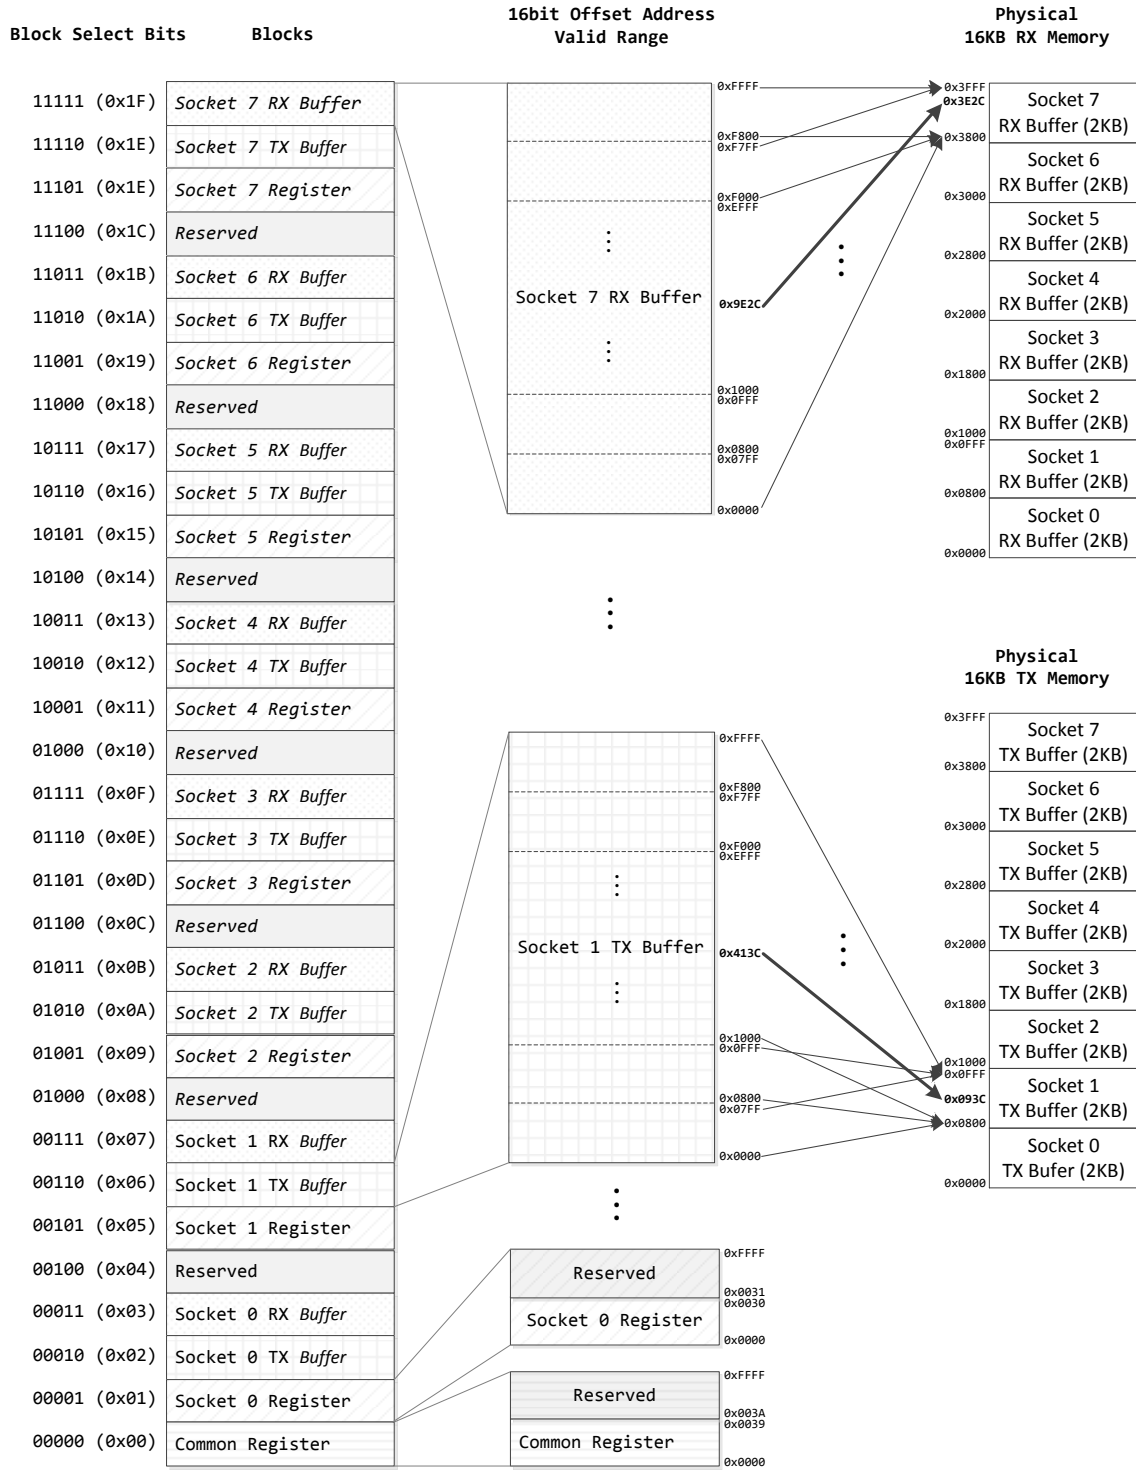 Block Select Bits
Blocks
16bit Offset Address
Valid Range
Physical
16KB RX Memory
11111 (0x1F) Socket 7 RX Buffer
11110 (0x1E) Socket 7 TX Buffer
11101 (0x1E) Socket 7 Register
11100 (0x1C) Reserved
11011 (0x1B) Socket 6 RX Buffer
11010 (0x1A) Socket 6 TX Buffer
11001 (0x19) Socket 6 Register
11000 (0x18) Reserved
10111 (0x17) Socket 5 RX Buffer
10110 (0x16) Socket 5 TX Buffer
10101 (0x15) Socket 5 Register
10100 (0x14) Reserved
10011 (0x13) Socket 4 RX Buffer
10010 (0x12) Socket 4 TX Buffer
10001 (0x11) Socket 4 Register
01000 (0x10) Reserved
01111 (0x0F) Socket 3 RX Buffer
01110 (0x0E) Socket 3 TX Buffer
01101 (0x0D) Socket 3 Register
01100 (0x0C) Reserved
01011 (0x0B) Socket 2 RX Buffer
01010 (0x0A) Socket 2 TX Buffer
01001 (0x09) Socket 2 Register
01000 (0x08) Reserved
00111 (0x07) Socket 1 RX Buffer
00110 (0x06) Socket 1 TX Buffer
00101 (0x05) Socket 1 Register
00100 (0x04) Reserved
00011 (0x03) Socket 0 RX Buffer
00010 (0x02) Socket 0 TX Buffer
00001 (0x01) Socket 0 Register
00000 (0x00) Common Register
0xFFFF
0xF800
0xF7FF
0xF000
0xEFFF
Socket 7 RX Buffer
0x9E2C
0x1000
0x0FFF
0x0800
0x07FF
0x0000
0xFFFF
0xF800
0xF7FF
0xF000
0xEFFF
Socket 1 TX Buffer
0x413C
0x1000
0x0FFF
0x0800
0x07FF
0x0000
0xFFFF
Reserved
0x0031
0x0030
Socket 0 Register
0x0000
0xFFFF
Reserved
0x003A
0x0039
Common Register
0x0000
0x3FFF
0x3E2C
Socket 7
RX Buffer (2KB)
0x3800
Socket 6
RX Buffer (2KB)
0x3000
Socket 5
RX Buffer (2KB)
0x2800
Socket 4
RX Buffer (2KB)
0x2000
Socket 3
RX Buffer (2KB)
0x1800
Socket 2
RX Buffer (2KB)
0x1000
0x0FFF
Socket 1
RX Buffer (2KB)
0x0800
Socket 0
RX Buffer (2KB)
0x0000
Physical
16KB TX Memory
0x3FFF
Socket 7
TX Buffer (2KB)
0x3800
Socket 6
TX Buffer (2KB)
0x3000
Socket 5
TX Buffer (2KB)
0x2800
Socket 4
TX Buffer (2KB)
0x2000
Socket 3
TX Buffer (2KB)
0x1800
Socket 2
TX Buffer (2KB)
0x1000
0x0FFF
Socket 1
0x093C
TX Buffer (2KB)
0x0800
Socket 0
TX Bufer (2KB)
0x0000